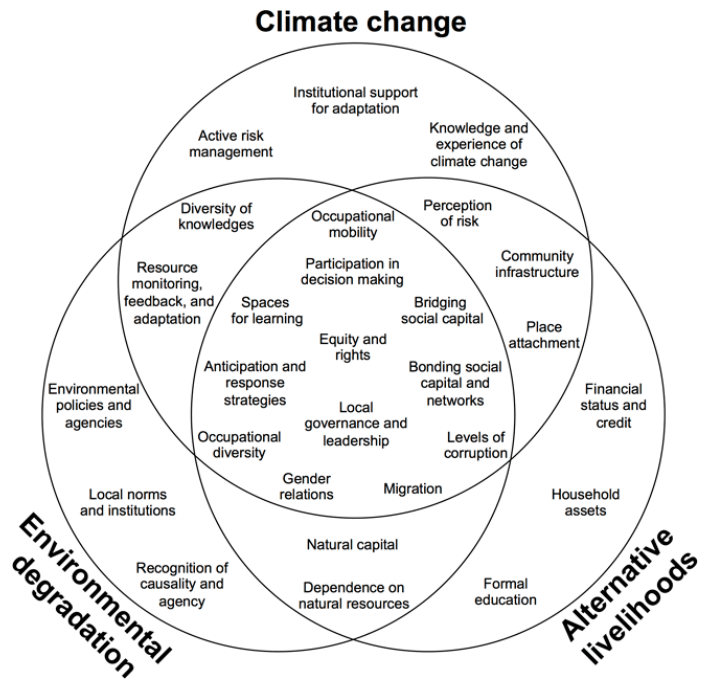 Climate change
Institutional support
for adaptation
Active risk
management
Knowledge and
experience of
climate change
Diversity of
knowledges
Occupational
mobility
Perception
of risk
Resource
monitoring,
feedback, and
adaptation
Participation in
decision making
Community
infrastructure
Spaces
for learning
Bridging
social capital
Equity and
rights
Place
attachment
Environmental
policies and
agencies
Anticipation and
response
strategies
Bonding social
capital and
networks
Financial
status and
credit
Local
governance and
leadership
Occupational
diversity
Levels of
corruption
Gender
relations
Migration
Local norms
and institutions
Household
assets
Natural capital
Recognition of
causality and
agency
Dependence on
natural resources
Formal
education
Environmental
degradation
Alternative
livelihoods